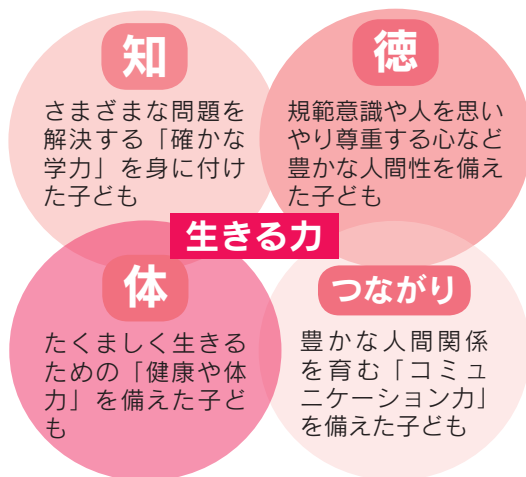 知
さまざまな問題を
解決する「確かな
学力」を身に付け
た子ども
徳
規範意識や人を思い
やり尊重する心など
豊かな人間性を備え
た子ども
生きる力
体
たくましく生きる
ための「健康や体
力」を備えた子ど
も
つながり
豊かな人間関係
を育む「コミュ
ニケーション力」
を備えた子ども